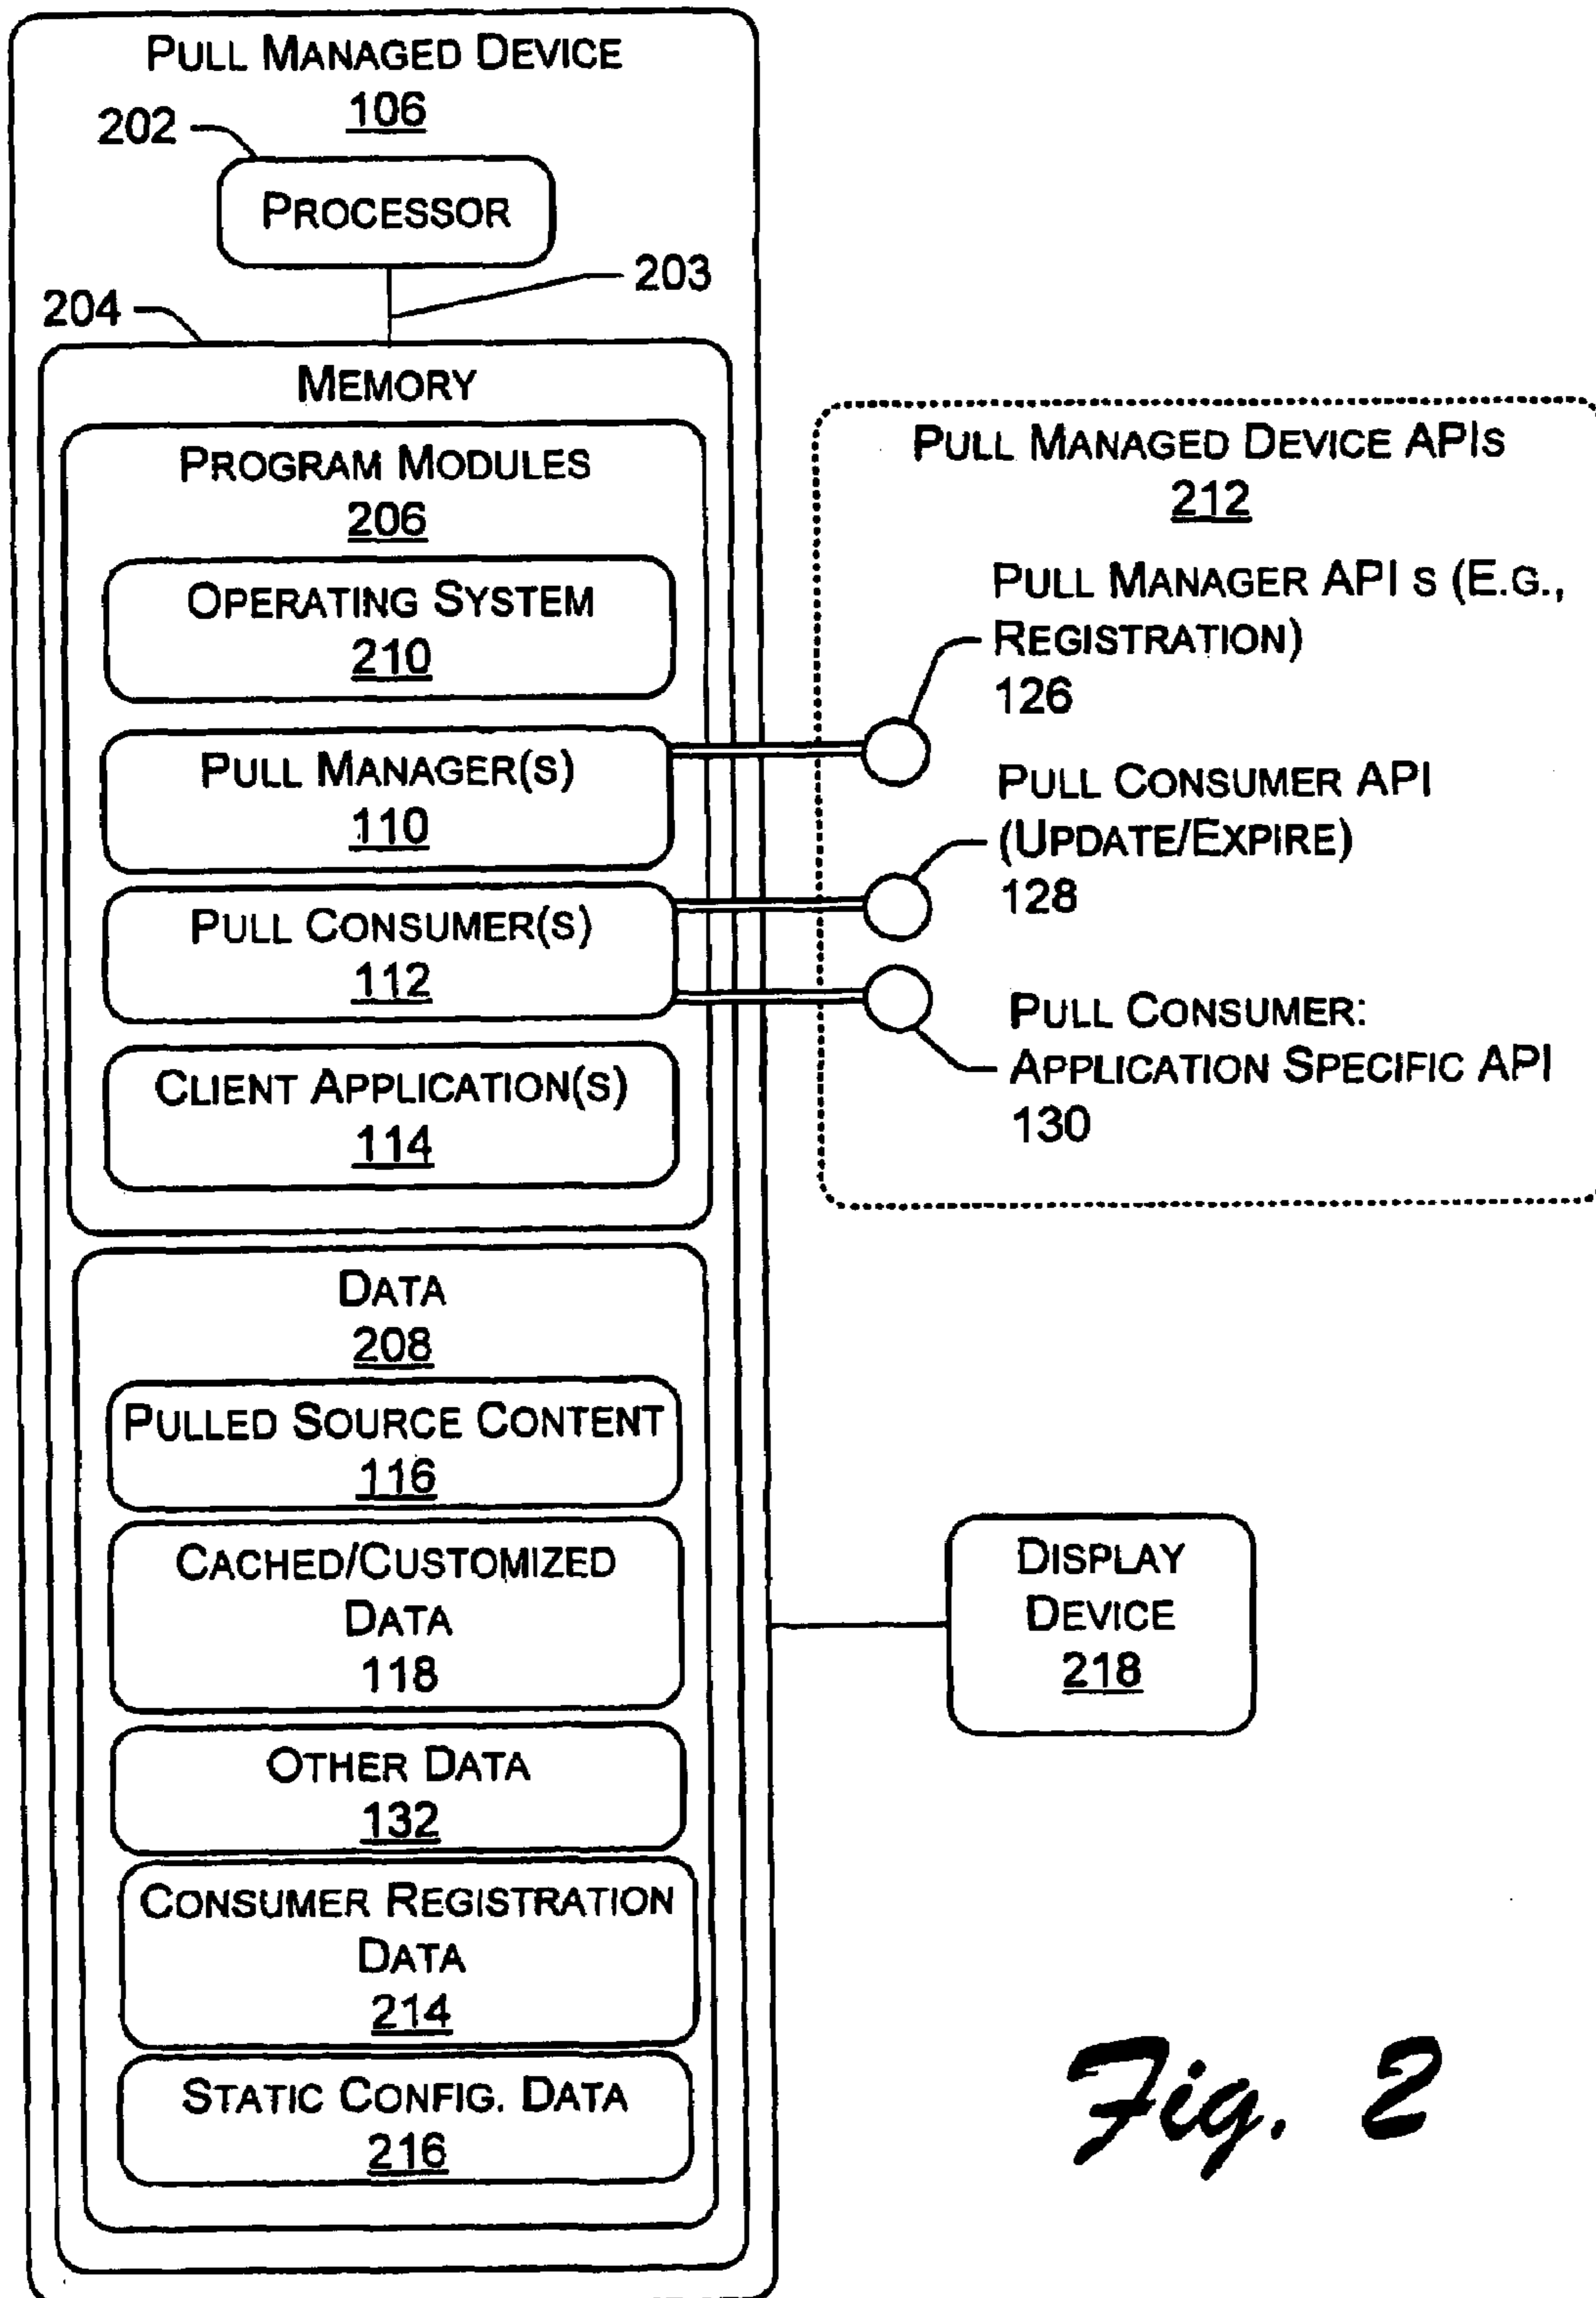 PULL MANAGED DEVICE
106
202
PROCESSOR
203
204
MEMORY
PROGRAM MODULES
206
OPERATING SYSTEM
210
PULL MANAGER(S)
110
PULL CONSUMER(S)
112
CLIENT APPLICATION(S)
114
PULL MANAGED DEVICE APIS
212
PULL MANAGER API S (E.G.,
REGISTRATION)
126
PULL CONSUMER API
(UPDATE/EXPIRE)
128
PULL CONSUMER:
APPLICATION SPECIFIC API
130
DATA
208
PULLED SOURCE CONTENT
116
CACHED/CUSTOMIZED
DATA
118
OTHER DATA
132
CONSUMER REGISTRATION
DATA
214
STATIC CONFIG. DATA
216
DISPLAY
DEVICE
218
Fig. 2